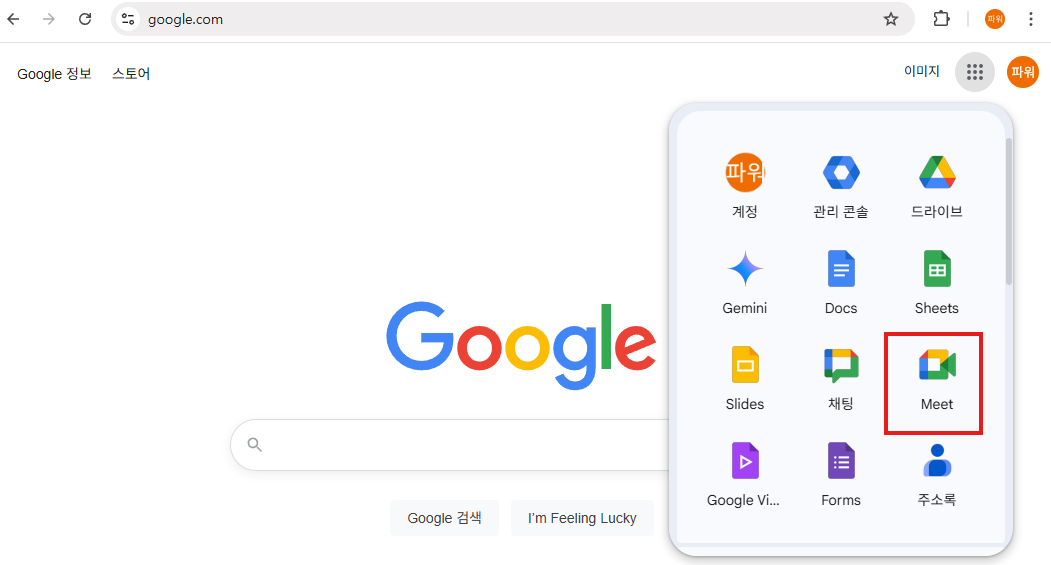 google.com
파워
Google 정보 스토어
이미지
파워
파워
계정 관리 콘솔 드라이브
Gemini Docs Sheets
Google
Slides 채팅 Meet
Google Vi... Forms 주소록
Google 검색 I'm Feeling Lucky